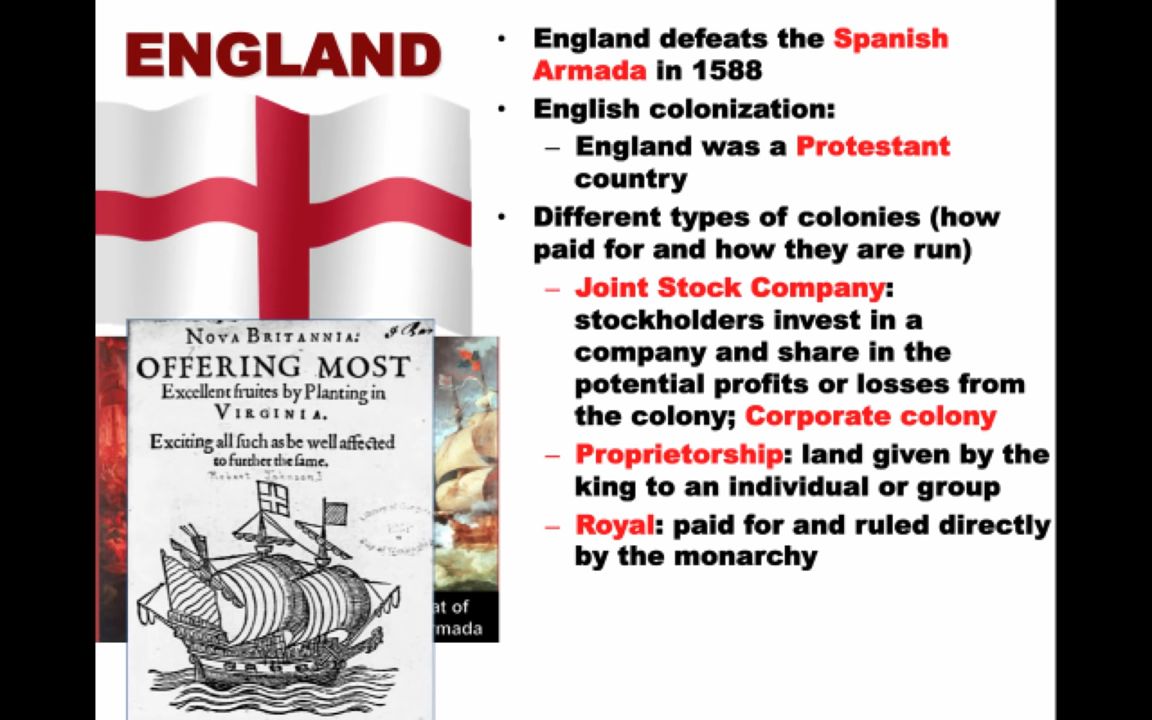 ENGLAND
• England defeats the Spanish
Armada in 1588
• English colonization:
– England was a Protestant
country
• Different types of colonies (how
paid for and how they are run)
– Joint Stock Company:
stockholders invest in a
company and share in the
potential profits or losses from
the colony; Corporate colony
– Proprietorship: land given by the
king to an individual or group
– Royal: paid for and ruled directly
by the monarchy
NOVA BRITANNIA:
OFFERING MOST
Excellent fruites by Planting in
VIRGINIA.
Exciting all ſuch as be well affected
to further the ſame.
Robert Johnson]
at of
rmada